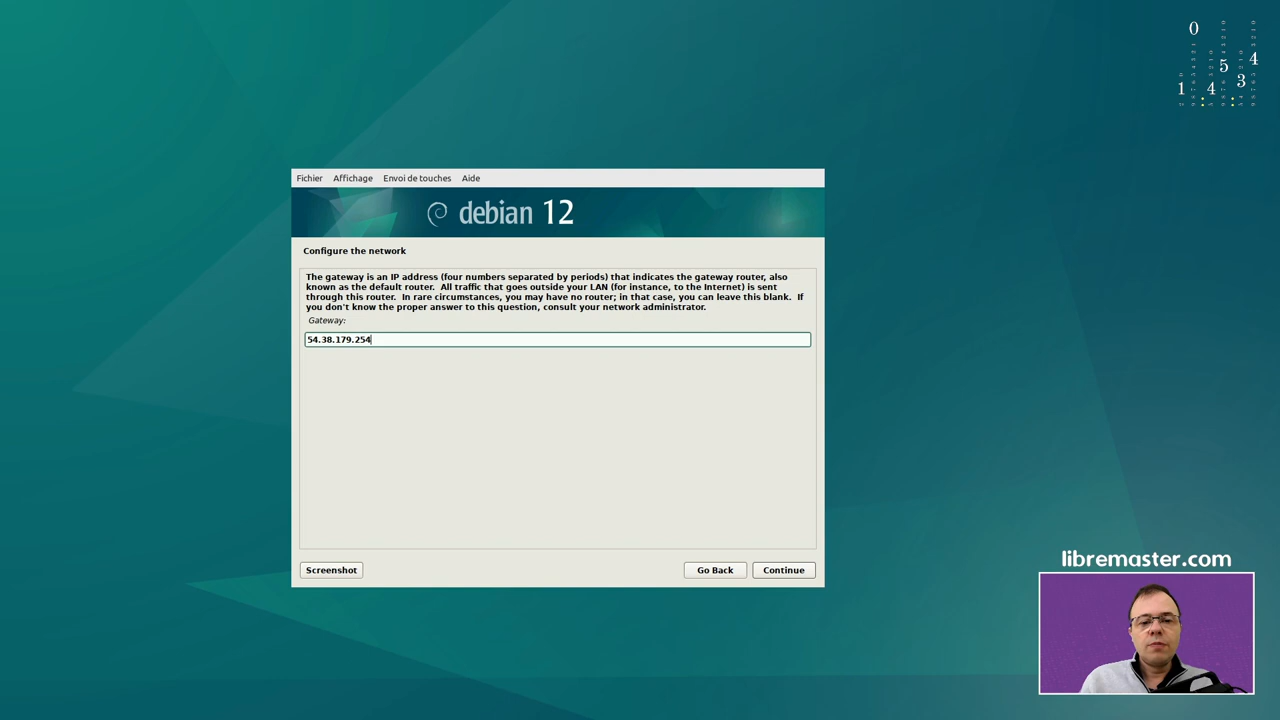 0
5 4
1 4 3
: :
Fichier Affichage Envoi de touches Aide
debian 12
Configure the network
The gateway is an IP address (four numbers separated by periods) that indicates the gateway router, also
known as the default router.  All traffic that goes outside your LAN (for instance, to the Internet) is sent
through this router.  In rare circumstances, you may have no router; in that case, you can leave this blank.  If
you don't know the proper answer to this question, consult your network administrator.
Gateway:
54.38.179.254
Screenshot Go Back Continue
libremaster.com